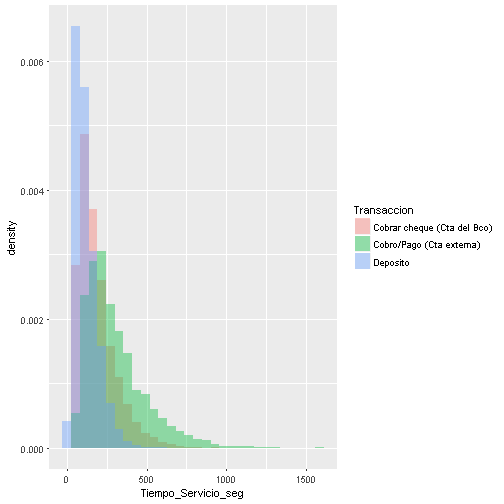 0.006
0.004
0.002
0.000
density
0
500
1000
1500
Tiempo_Servicio_seg
Transaccion
Cobrar cheque (Cta del Bco)
Cobro/Pago (Cta externa)
Deposito